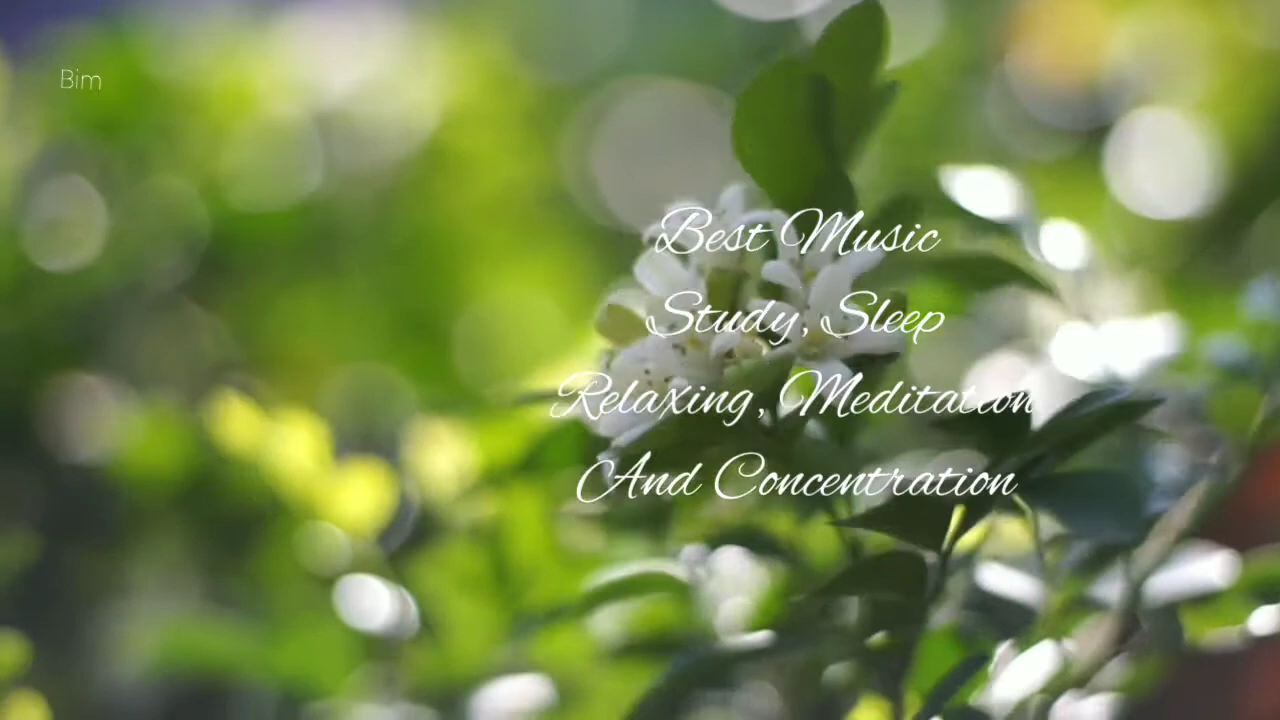 Bim
Best Music
Study, Sleep
Relaxing, Meditation
And Concentration